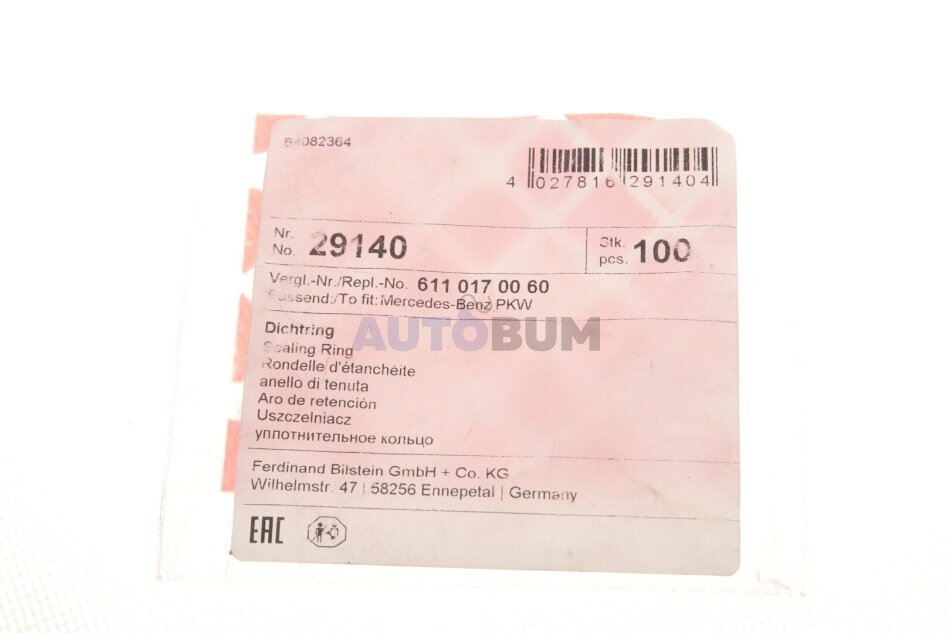 B4082364
4 027816 291404
Nr.
No. 29140
Stk.
pcs. 100
Vergl.-Nr./Repl.-No. 611 017 00 60
Passend:/To fit: Mercedes-Benz PKW
AUTOBUM
Dichtring
Sealing Ring
Rondelle d'étancheite
anello di tenuta
Aro de retención
Uszczelniacz
уплотнительное кольцо
Ferdinand Bilstein GmbH + Co. KG
Wilhelmstr. 47 | 58256 Ennepetal | Germany
EAC